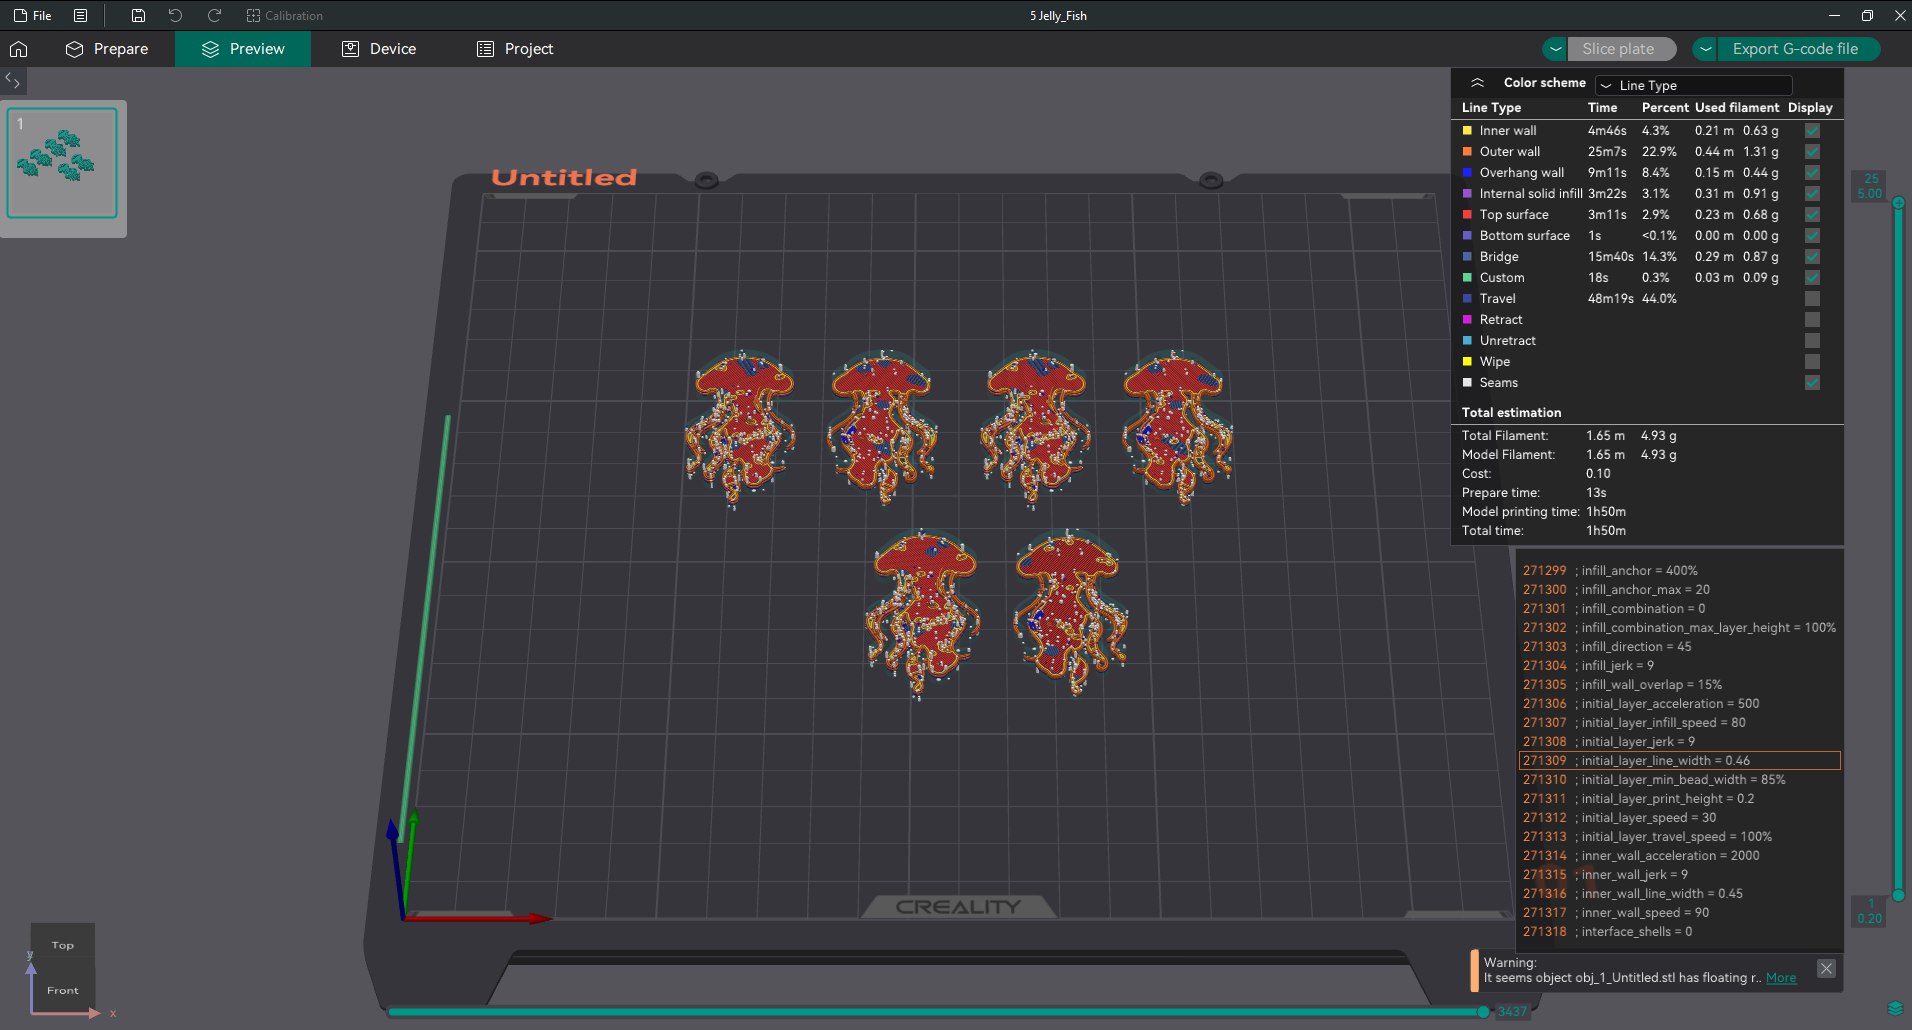 File
Calibration
5 Jelly_Fish
Prepare
Preview
Device
Project
Slice plate
Export G-code file
1
Untitled
Color scheme Line Type
Line Type Time Percent Used filament Display
Inner wall 4m46s 4.3% 0.21 m 0.63 g
Outer wall 25m7s 22.9% 0.44 m 1.31 g
Overhang wall 9m11s 8.4% 0.15 m 0.44 g
Internal solid infill 3m22s 3.1% 0.31 m 0.91 g
Top surface 3m11s 2.9% 0.23 m 0.68 g
Bottom surface 1s <0.1% 0.00 m 0.00 g
Bridge 15m40s 14.3% 0.29 m 0.87 g
Custom 18s 0.3% 0.03 m 0.09 g
Travel 48m19s 44.0%
Retract
Unretract
Wipe
Seams
Total estimation
Total Filament: 1.65 m 4.93 g
Model Filament: 1.65 m 4.93 g
Cost: 0.10
Prepare time: 13s
Model printing time: 1h50m
Total time: 1h50m
25
5.00
271299 ; infill_anchor = 400%
271300 ; infill_anchor_max = 20
271301 ; infill_combination = 0
271302 ; infill_combination_max_layer_height = 100%
271303 ; infill_direction = 45
271304 ; infill_jerk = 9
271305 ; infill_wall_overlap = 15%
271306 ; initial_layer_acceleration = 500
271307 ; initial_layer_infill_speed = 80
271308 ; initial_layer_jerk = 9
271309 ; initial_layer_line_width = 0.46
271310 ; initial_layer_min_bead_width = 85%
271311 ; initial_layer_print_height = 0.2
271312 ; initial_layer_speed = 30
271313 ; initial_layer_travel_speed = 100%
271314 ; inner_wall_acceleration = 2000
271315 ; inner_wall_jerk = 9
271316 ; inner_wall_line_width = 0.45
271317 ; inner_wall_speed = 90
271318 ; interface_shells = 0
1
0.20
CREALITY
Top
Front
y
x
Warning:
It seems object obj_1_Untitled.stl has floating r.. More
3437